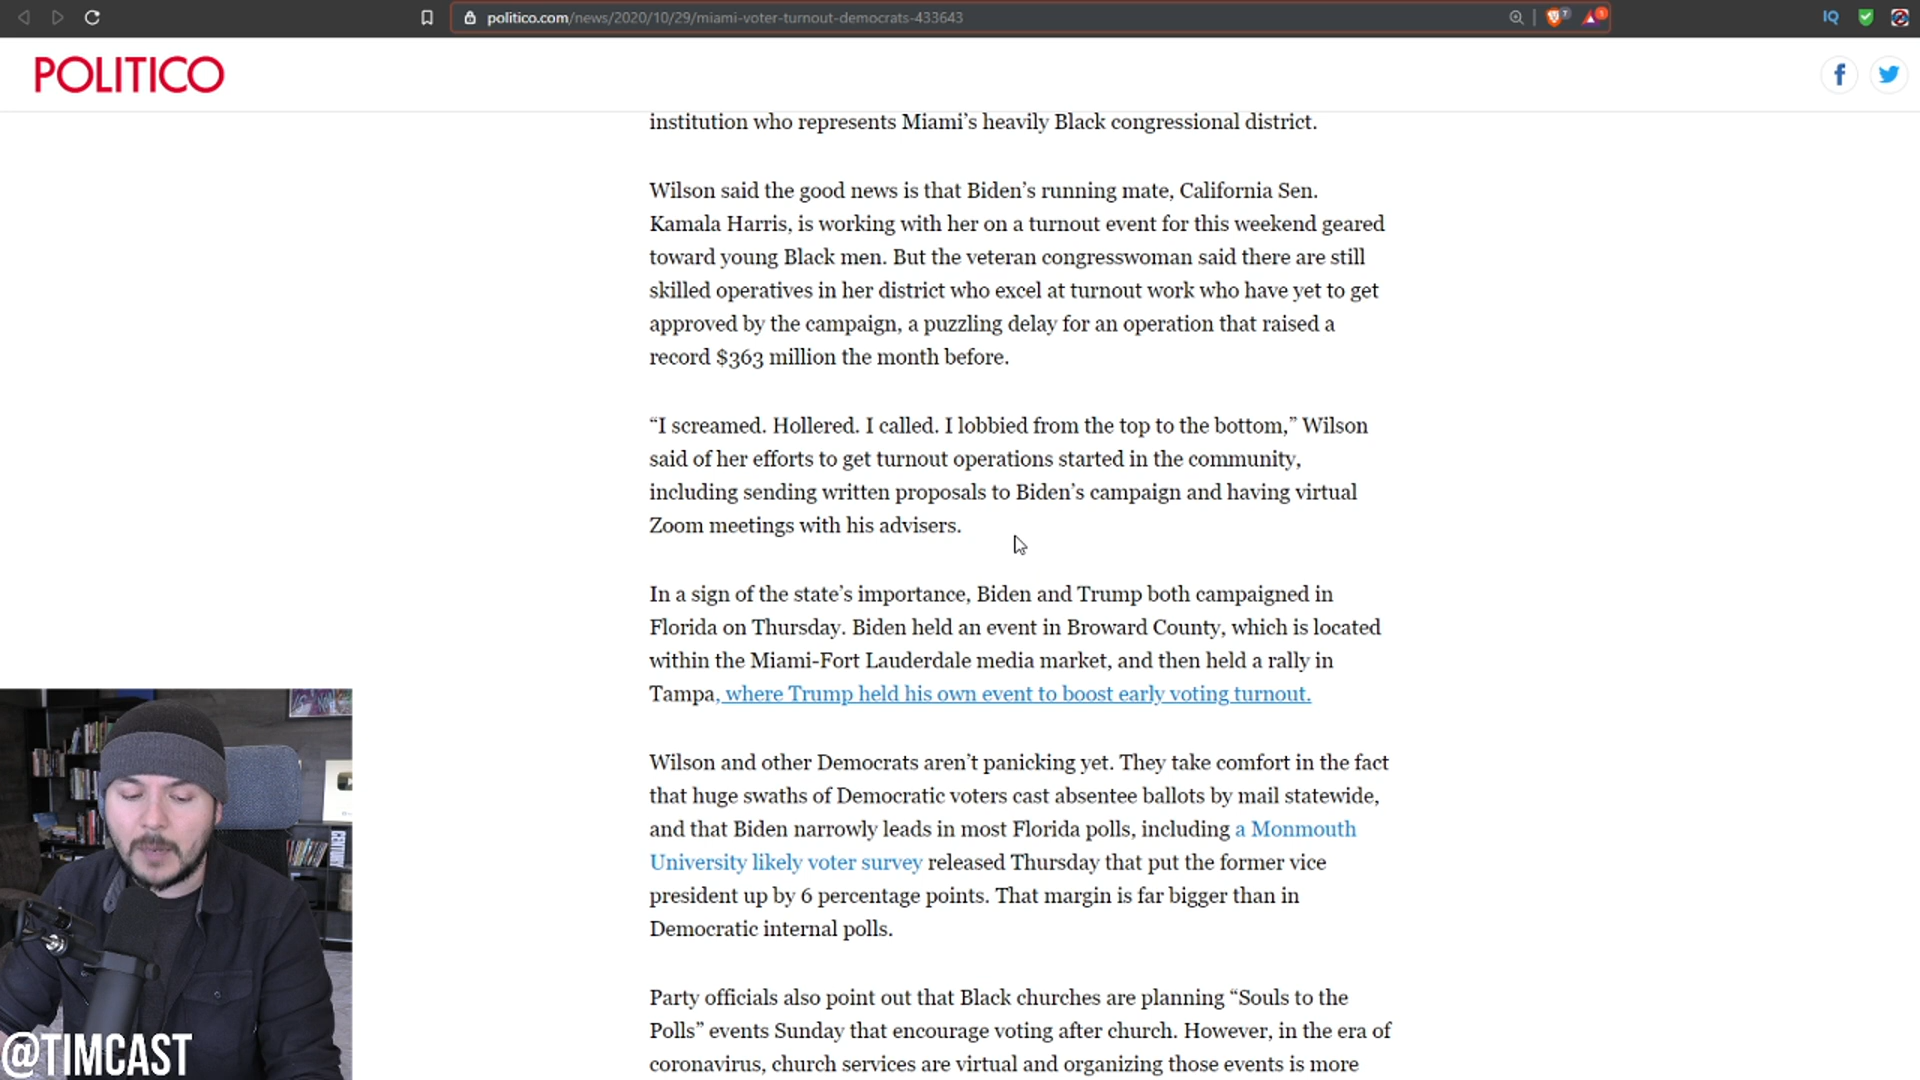 politico.com/news/2020/10/29/miami-voter-turnout-democrats-433643
IQ
POLITICO
institution who represents Miami’s heavily Black congressional district.
Wilson said the good news is that Biden’s running mate, California Sen.
Kamala Harris, is working with her on a turnout event for this weekend geared
toward young Black men. But the veteran congresswoman said there are still
skilled operatives in her district who excel at turnout work who have yet to get
approved by the campaign, a puzzling delay for an operation that raised a
record $363 million the month before.
“I screamed. Hollered. I called. I lobbied from the top to the bottom,” Wilson
said of her efforts to get turnout operations started in the community,
including sending written proposals to Biden’s campaign and having virtual
Zoom meetings with his advisers.
In a sign of the state’s importance, Biden and Trump both campaigned in
Florida on Thursday. Biden held an event in Broward County, which is located
within the Miami-Fort Lauderdale media market, and then held a rally in
Tampa, where Trump held his own event to boost early voting turnout.
Wilson and other Democrats aren’t panicking yet. They take comfort in the fact
that huge swaths of Democratic voters cast absentee ballots by mail statewide,
and that Biden narrowly leads in most Florida polls, including a Monmouth
University likely voter survey released Thursday that put the former vice
president up by 6 percentage points. That margin is far bigger than in
Democratic internal polls.
Party officials also point out that Black churches are planning “Souls to the
Polls” events Sunday that encourage voting after church. However, in the era of
coronavirus, church services are virtual and organizing those events is more
@TIMCAST